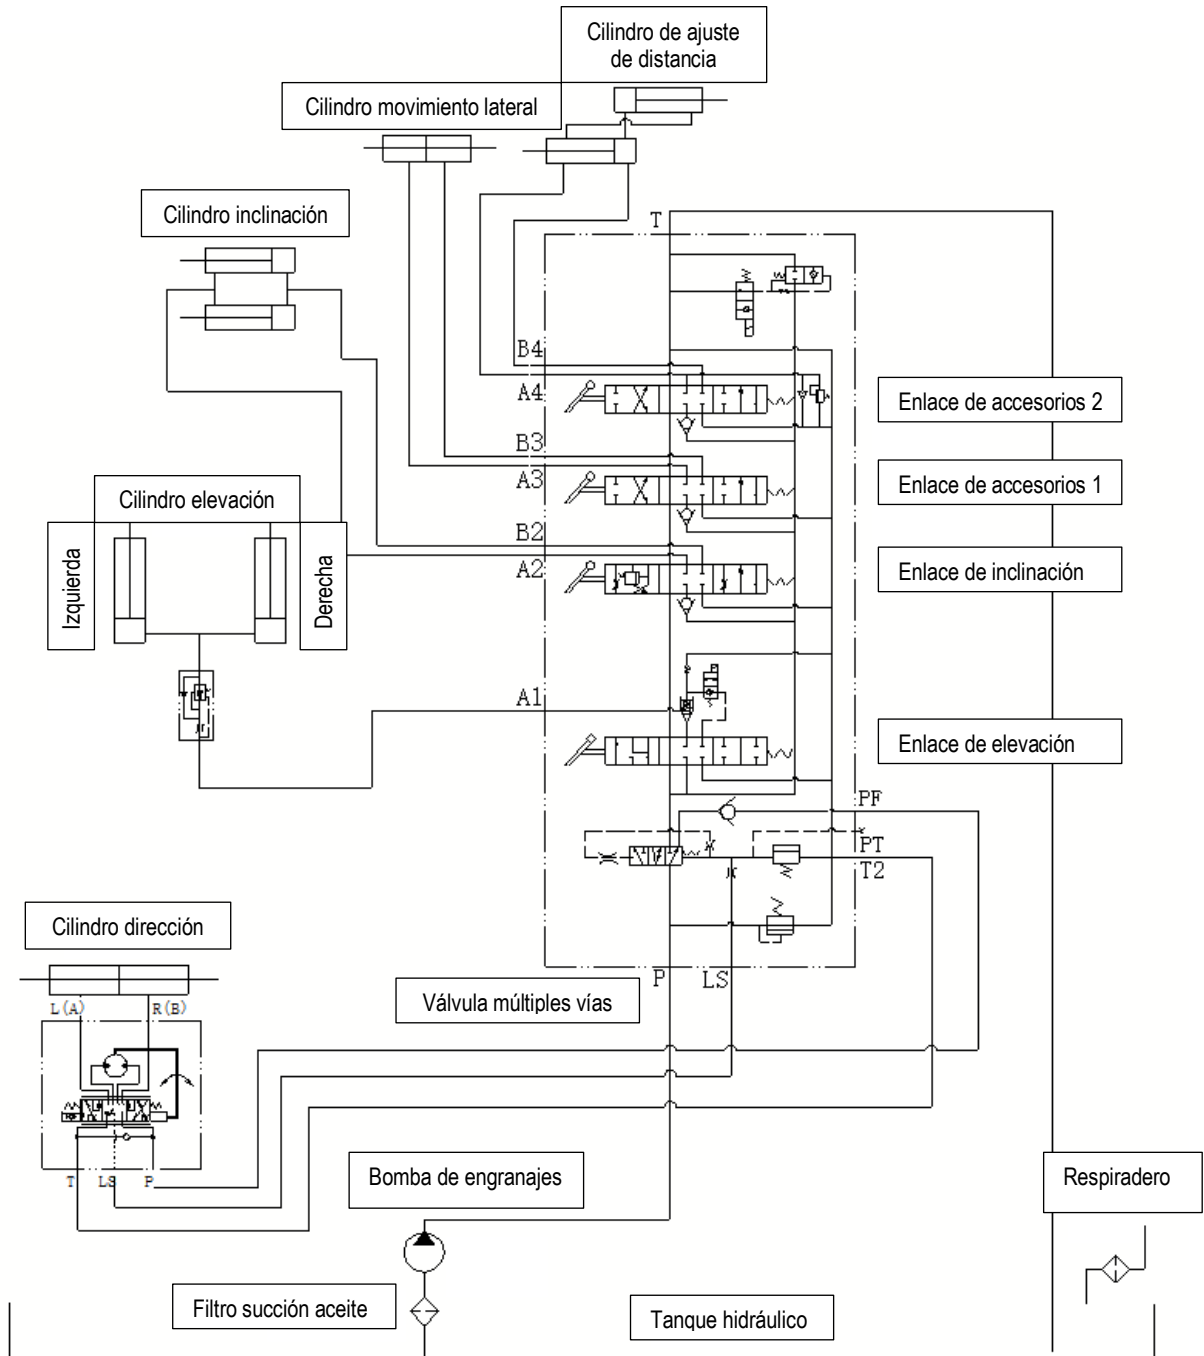 Cilindro de ajuste
de distancia
Cilindro movimiento lateral
Cilindro inclinación
T
B4
A4
Enlace de accesorios 2
B3
A3
Enlace de accesorios 1
Cilindro elevación
Izquierda
Derecha
B2
A2
Enlace de inclinación
A1
Enlace de elevación
PF
PT
T2
Cilindro dirección
P
LS
Válvula múltiples vías
L(A)
R(B)
T
LS
P
Bomba de engranajes
Respiradero
Filtro succión aceite
Tanque hidráulico